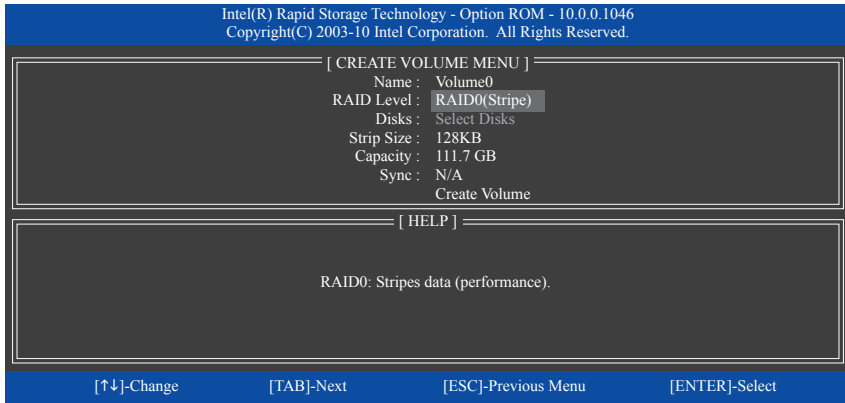 Intel(R) Rapid Storage Technology - Option ROM - 10.0.0.1046
Copyright(C) 2003-10 Intel Corporation. All Rights Reserved.
[ CREATE VOLUME MENU ]
Name : Volume0
RAID Level : RAID0(Stripe)
Disks : Select Disks
Strip Size : 128KB
Capacity : 111.7 GB
Sync : N/A
Create Volume
[ HELP ]
RAID0: Stripes data (performance).
[↑↓]-Change [TAB]-Next [ESC]-Previous Menu [ENTER]-Select